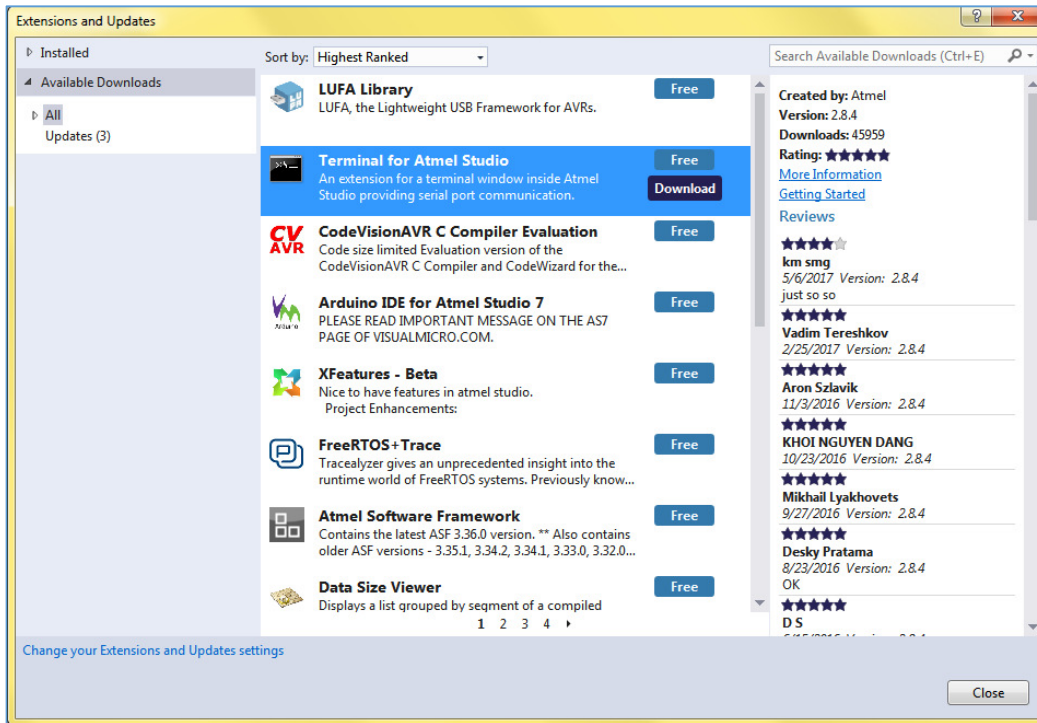 Extensions and Updates
Installed
Available Downloads
All
Updates (3)
Sort by: Highest Ranked
LUFA Library
LUFA, the Lightweight USB Framework for AVRs.
Free
Terminal for Atmel Studio
An extension for a terminal window inside Atmel
Studio providing serial port communication.
Free
Download
CV
AVR
CodeVisionAVR C Compiler Evaluation
Code size limited Evaluation version of the
CodeVisionAVR C Compiler and CodeWizard for the...
Free
Arduino
Arduino IDE for Atmel Studio 7
PLEASE READ IMPORTANT MESSAGE ON THE AS7
PAGE OF VISUALMICRO.COM.
Free
XFeatures - Beta
Nice to have features in atmel studio.
Project Enhancements:
Free
FreeRTOS+Trace
Tracealyzer gives an unprecedented insight into the
runtime world of FreeRTOS systems. Previously know...
Free
Atmel Software Framework
Contains the latest ASF 3.36.0 version. ** Also contains
older ASF versions - 3.35.1, 3.34.2, 3.34.1, 3.33.0, 3.32.0...
Free
Data Size Viewer
Displays a list grouped by segment of a compiled
Free
1 2 3 4
Search Available Downloads (Ctrl+E)
Created by: Atmel
Version: 2.8.4
Downloads: 45959
Rating:
More Information
Getting Started
Reviews
km smg
5/6/2017 Version: 2.8.4
just so so
Vadim Tereshkov
2/25/2017 Version: 2.8.4
Aron Szlavik
11/3/2016 Version: 2.8.4
KHOI NGUYEN DANG
10/23/2016 Version: 2.8.4
Mikhail Lyakhovets
9/27/2016 Version: 2.8.4
Desky Pratama
8/23/2016 Version: 2.8.4
OK
D S
Change your Extensions and Updates settings
Close